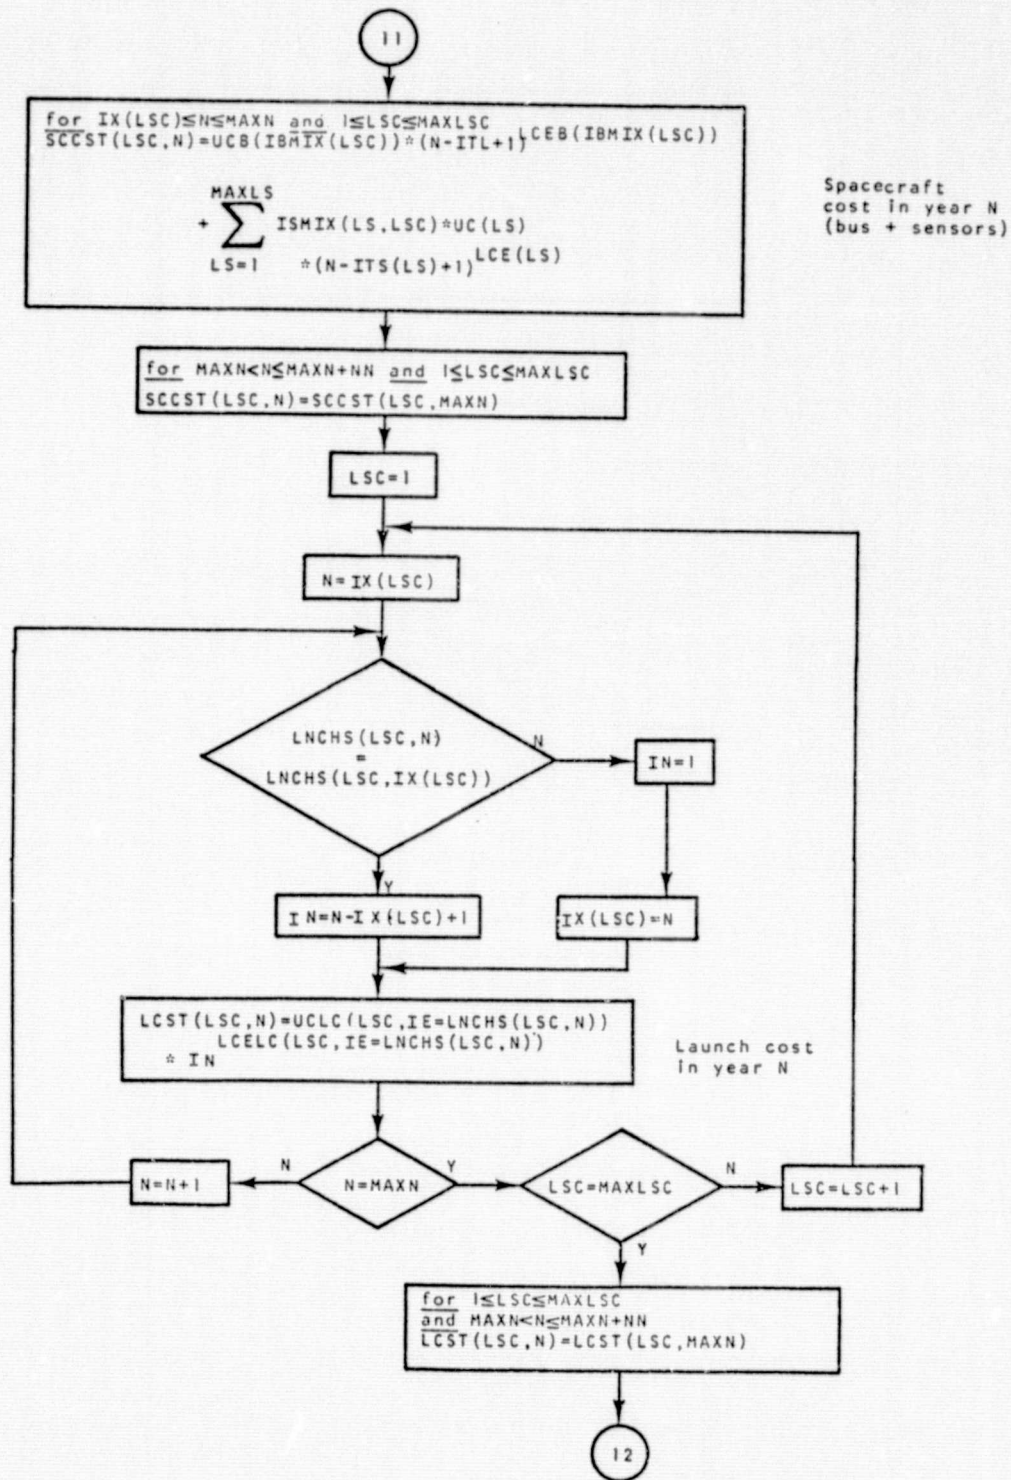 11
for IX(LSC)≤N≤MAXN and 1≤LSC≤MAXLSC
SCCST(LSC,N)=UCB(IBMIX(LSC))*(N-ITL+1)LCEB(IBMIX(LSC))
MAXLS
+ ∑ ISMIX(LS,LSC)*UC(LS)
LS=1 *(N-ITS(LS)+1)LCE(LS)
Spacecraft
cost in year N
(bus + sensors)
for MAXN<N≤MAXN+NN and 1≤LSC≤MAXLSC
SCCST(LSC,N)=SCCST(LSC,MAXN)
LSC=1
N=IX(LSC)
LNCHS(LSC,N)
=
LNCHS(LSC,IX(LSC))
N
IN=1
Y
IN=N-IX(LSC)+1
IX(LSC)=N
LCST(LSC,N)=UCLC(LSC,IE=LNCHS(LSC,N))
LCELC(LSC,IE=LNCHS(LSC,N))
* IN
Launch cost
in year N
N=N+1
N
N=MAXN
Y
LSC=MAXLSC
N
LSC=LSC+1
Y
for 1≤LSC≤MAXLSC
and MAXN<N≤MAXN+NN
LCST(LSC,N)=LCST(LSC,MAXN)
12